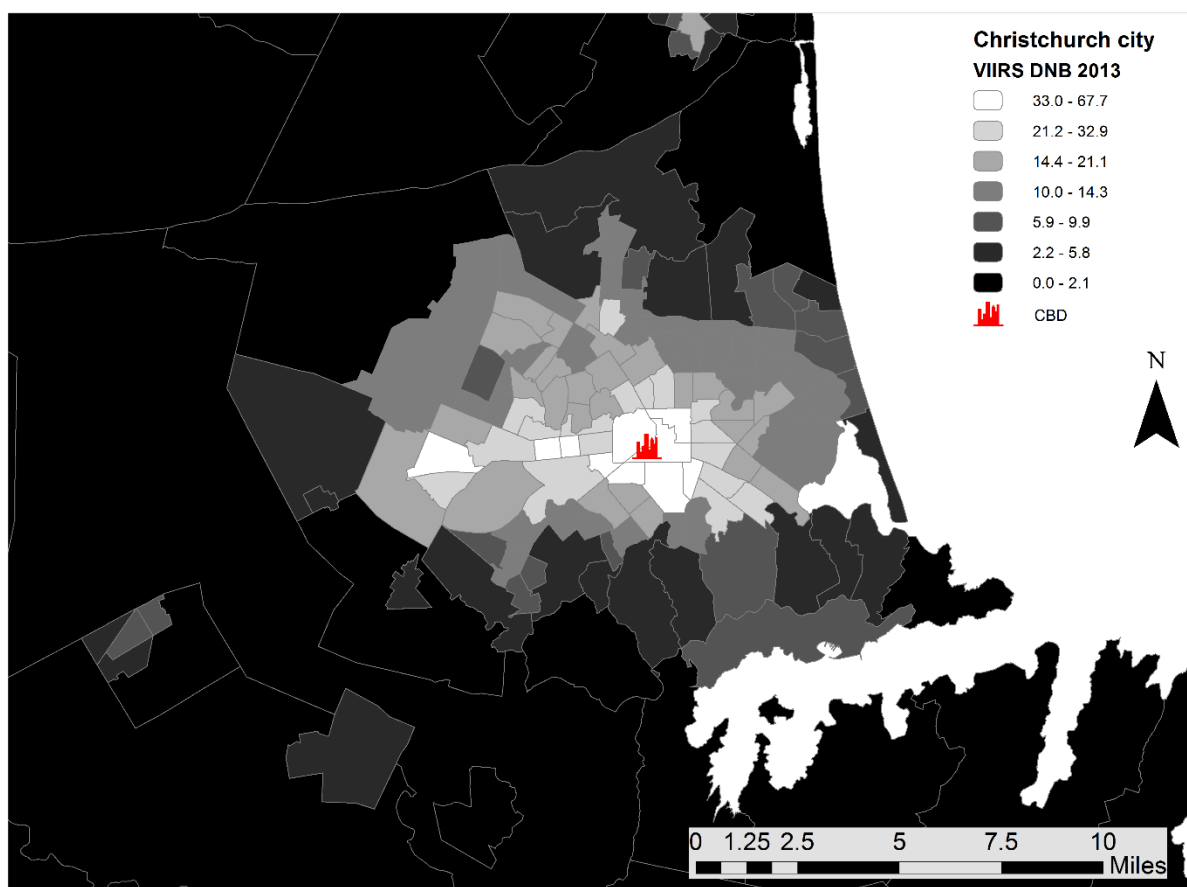 Christchurch city
VIIRS DNB 2013
33.0 - 67.7
21.2 - 32.9
14.4 - 21.1
10.0 - 14.3
5.9 - 9.9
2.2 - 5.8
0.0 - 2.1
CBD
N
0 1.25 2.5 5 7.5 10
Miles